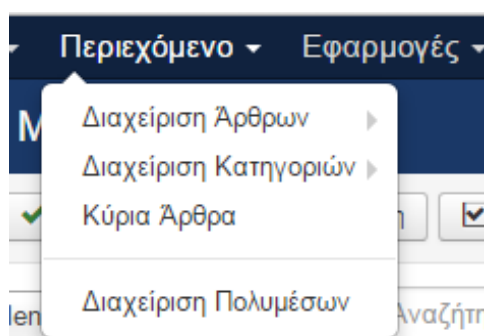 Περιεχόμενο Εφαρμογές
Διαχείριση Άρθρων
Διαχείριση Κατηγοριών
Κύρια Άρθρα
Διαχείριση Πολυμέσων